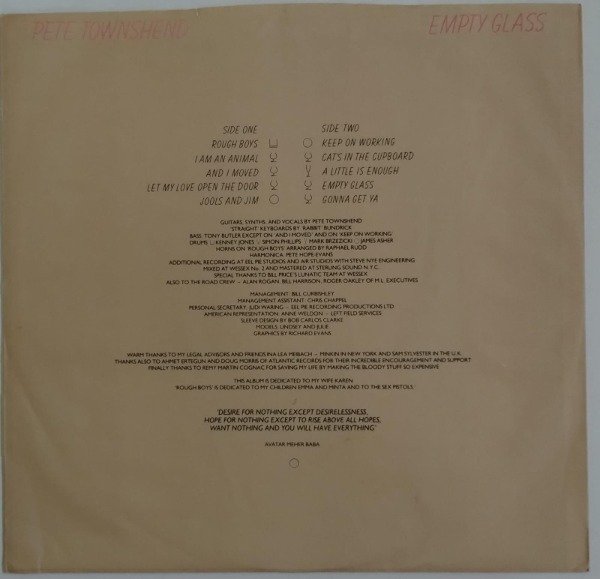 PETE TOWNSHEND
EMPTY GLASS
SIDE ONE
ROUGH BOYS
I AM AN ANIMAL
AND I MOVED
LET MY LOVE OPEN THE DOOR
JOOLS AND JIM
SIDE TWO
KEEP ON WORKING
CAT'S IN THE CUPBOARD
A LITTLE IS ENOUGH
EMPTY GLASS
GONNA GET YA
GUITARS, SYNTHS, AND VOCALS BY PETE TOWNSHEND
'STRAIGHT' KEYBOARDS BY 'RABBIT' BUNDRICK
BASS: TONY BUTLER EXCEPT ON 'AND I MOVED' AND ON 'KEEP ON WORKING'
DRUMS : KENNEY JONES : SIMON PHILLIPS : MARK BRZEZICKI : JAMES ASHER
HORNS ON 'ROUGH BOYS' ARRANGED BY RAPHAEL RUDD
HARMONICA PETE HOPE-EVANS
ADDITIONAL RECORDING AT EEL PIE STUDIOS AND AIR STUDIOS WITH STEVE NYE ENGINEERING
MIXED AT WESSEX No. 2 AND MASTERED AT STERLING SOUND N.Y.C.
SPECIAL THANKS TO BILL PRICE'S LUNATIC TEAM AT WESSEX
ALSO TO THE ROAD CREW – ALAN ROGAN, BILL HARRISON, ROGER OAKLEY OF M.L. EXECUTIVES
MANAGEMENT: BILL CURBISHLEY
MANAGEMENT ASSISTANT: CHRIS CHAPPEL
PERSONAL SECRETARY: JUDI WARING – EEL PIE RECORDING PRODUCTIONS LTD
AMERICAN REPRESENTATION: ANNE WELDON – LEFT FIELD SERVICES
SLEEVE DESIGN BY BOB CARLOS CLARKE
MODELS: LINDSEY AND JULIE
GRAPHICS BY RICHARD EVANS
WARM THANKS TO MY LEGAL ADVISORS AND FRIENDS INA LEA MEIBACH – MINKIN IN NEW YORK AND SAM SYLVESTER IN THE U.K.
THANKS ALSO TO AHMET ERTEGUN AND DOUG MORRIS OF ATLANTIC RECORDS FOR THEIR INCREDIBLE ENCOURAGEMENT AND SUPPORT
FINALLY THANKS TO REMY MARTIN COGNAC FOR SAVING MY LIFE BY MAKING THE BLOODY STUFF SO EXPENSIVE
THIS ALBUM IS DEDICATED TO MY WIFE KAREN
'ROUGH BOYS' IS DEDICATED TO MY CHILDREN EMMA AND MINTA AND TO THE SEX PISTOLS
'DESIRE FOR NOTHING EXCEPT DESIRELESSNESS,
HOPE FOR NOTHING EXCEPT TO RISE ABOVE ALL HOPES,
WANT NOTHING AND YOU WILL HAVE EVERYTHING'
AVATAR MEHER BABA